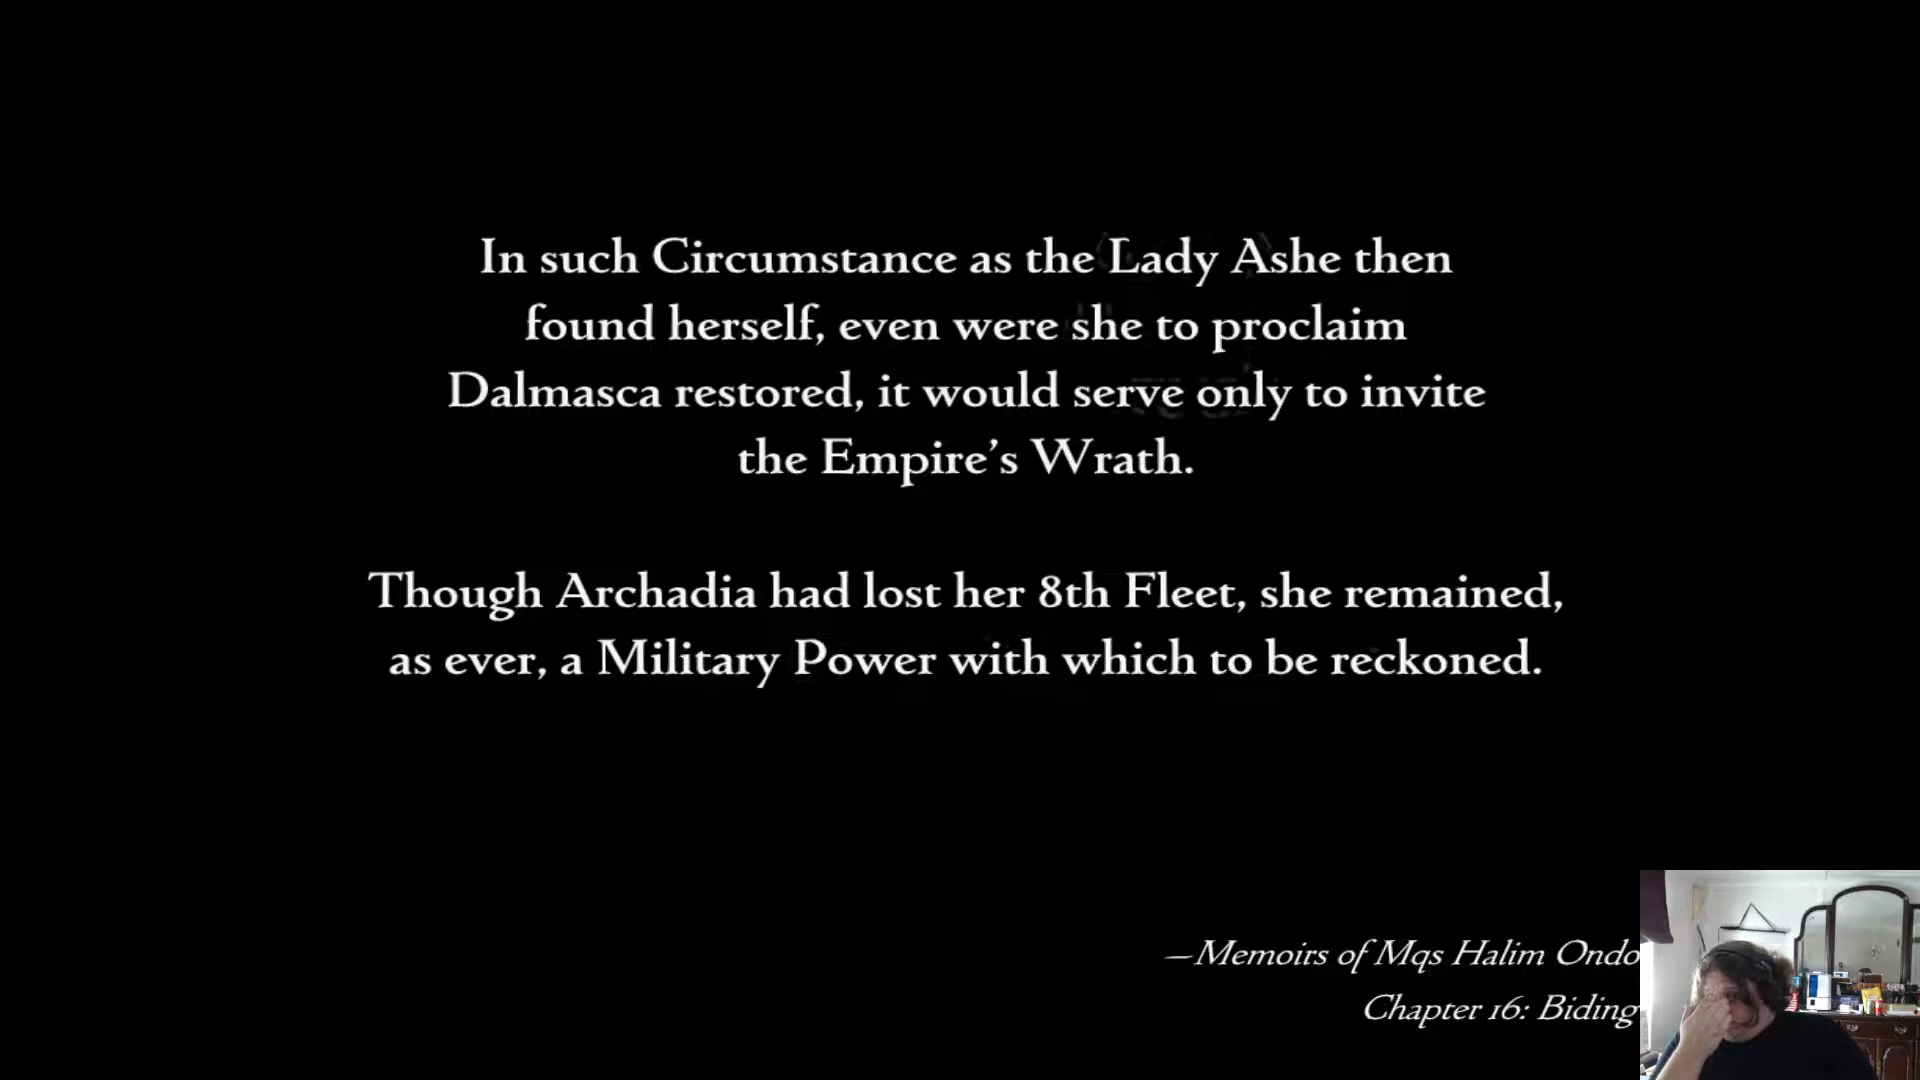 In such Circumstance as the Lady Ashe then
found herself, even were she to proclaim
Dalmasca restored, it would serve only to invite
the Empire’s Wrath.
Though Archadia had lost her 8th Fleet, she remained,
as ever, a Military Power with which to be reckoned.
—Memoirs of Mqs Halim Ondo
Chapter 16: Biding